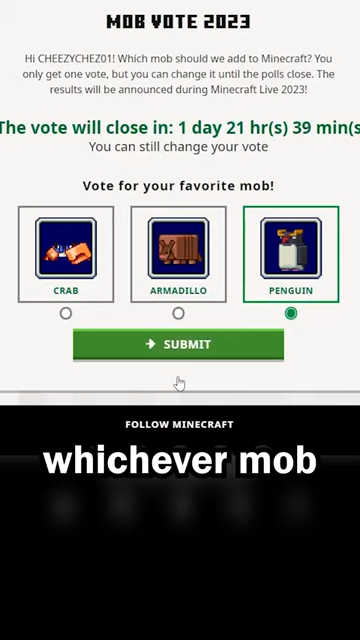 MOB VOTE 2023
Hi CHEEZYCHEZ01! Which mob should we add to Minecraft? You
only get one vote, but you can change it until the polls close. The
results will be announced during Minecraft Live 2023!
The vote will close in: 1 day 21 hr(s) 39 min(s
You can still change your vote
Vote for your favorite mob!
CRAB
ARMADILLO
PENGUIN
SUBMIT
FOLLOW MINECRAFT
whichever mob